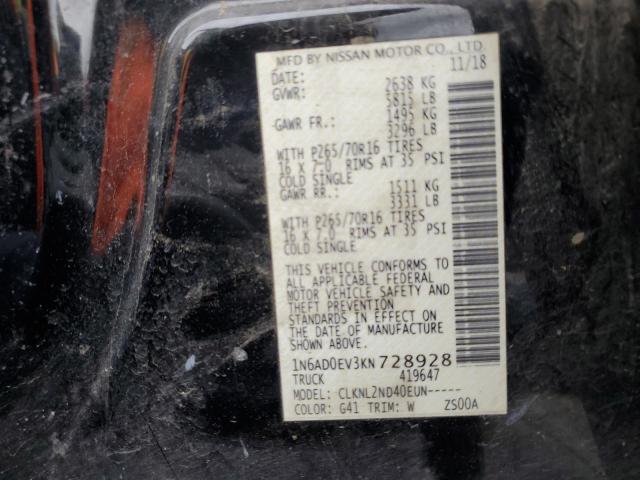 MFD BY NISSAN MOTOR CO., LTD.
DATE: 11/18
GVWR: 2638 KG
5815 LB
GAWR FR.: 1495 KG
3296 LB
WITH P265/70R16 TIRES
16 X 7.0 RIMS AT 35 PSI
COLD SINGLE
GAWR RR.: 1511 KG
3331 LB
WITH P265/70R16 TIRES
16 X 7.0 RIMS AT 35 PSI
COLD SINGLE
THIS VEHICLE CONFORMS TO
ALL APPLICABLE FEDERAL
MOTOR VEHICLE SAFETY AND
THEFT PREVENTION
STANDARDS IN EFFECT ON
THE DATE OF MANUFACTURE
SHOWN ABOVE.
1N6AD0EV3KN728928
TRUCK 419647
MODEL: CLKNL2ND40EUN-----
COLOR: G41 TRIM: W ZS00A